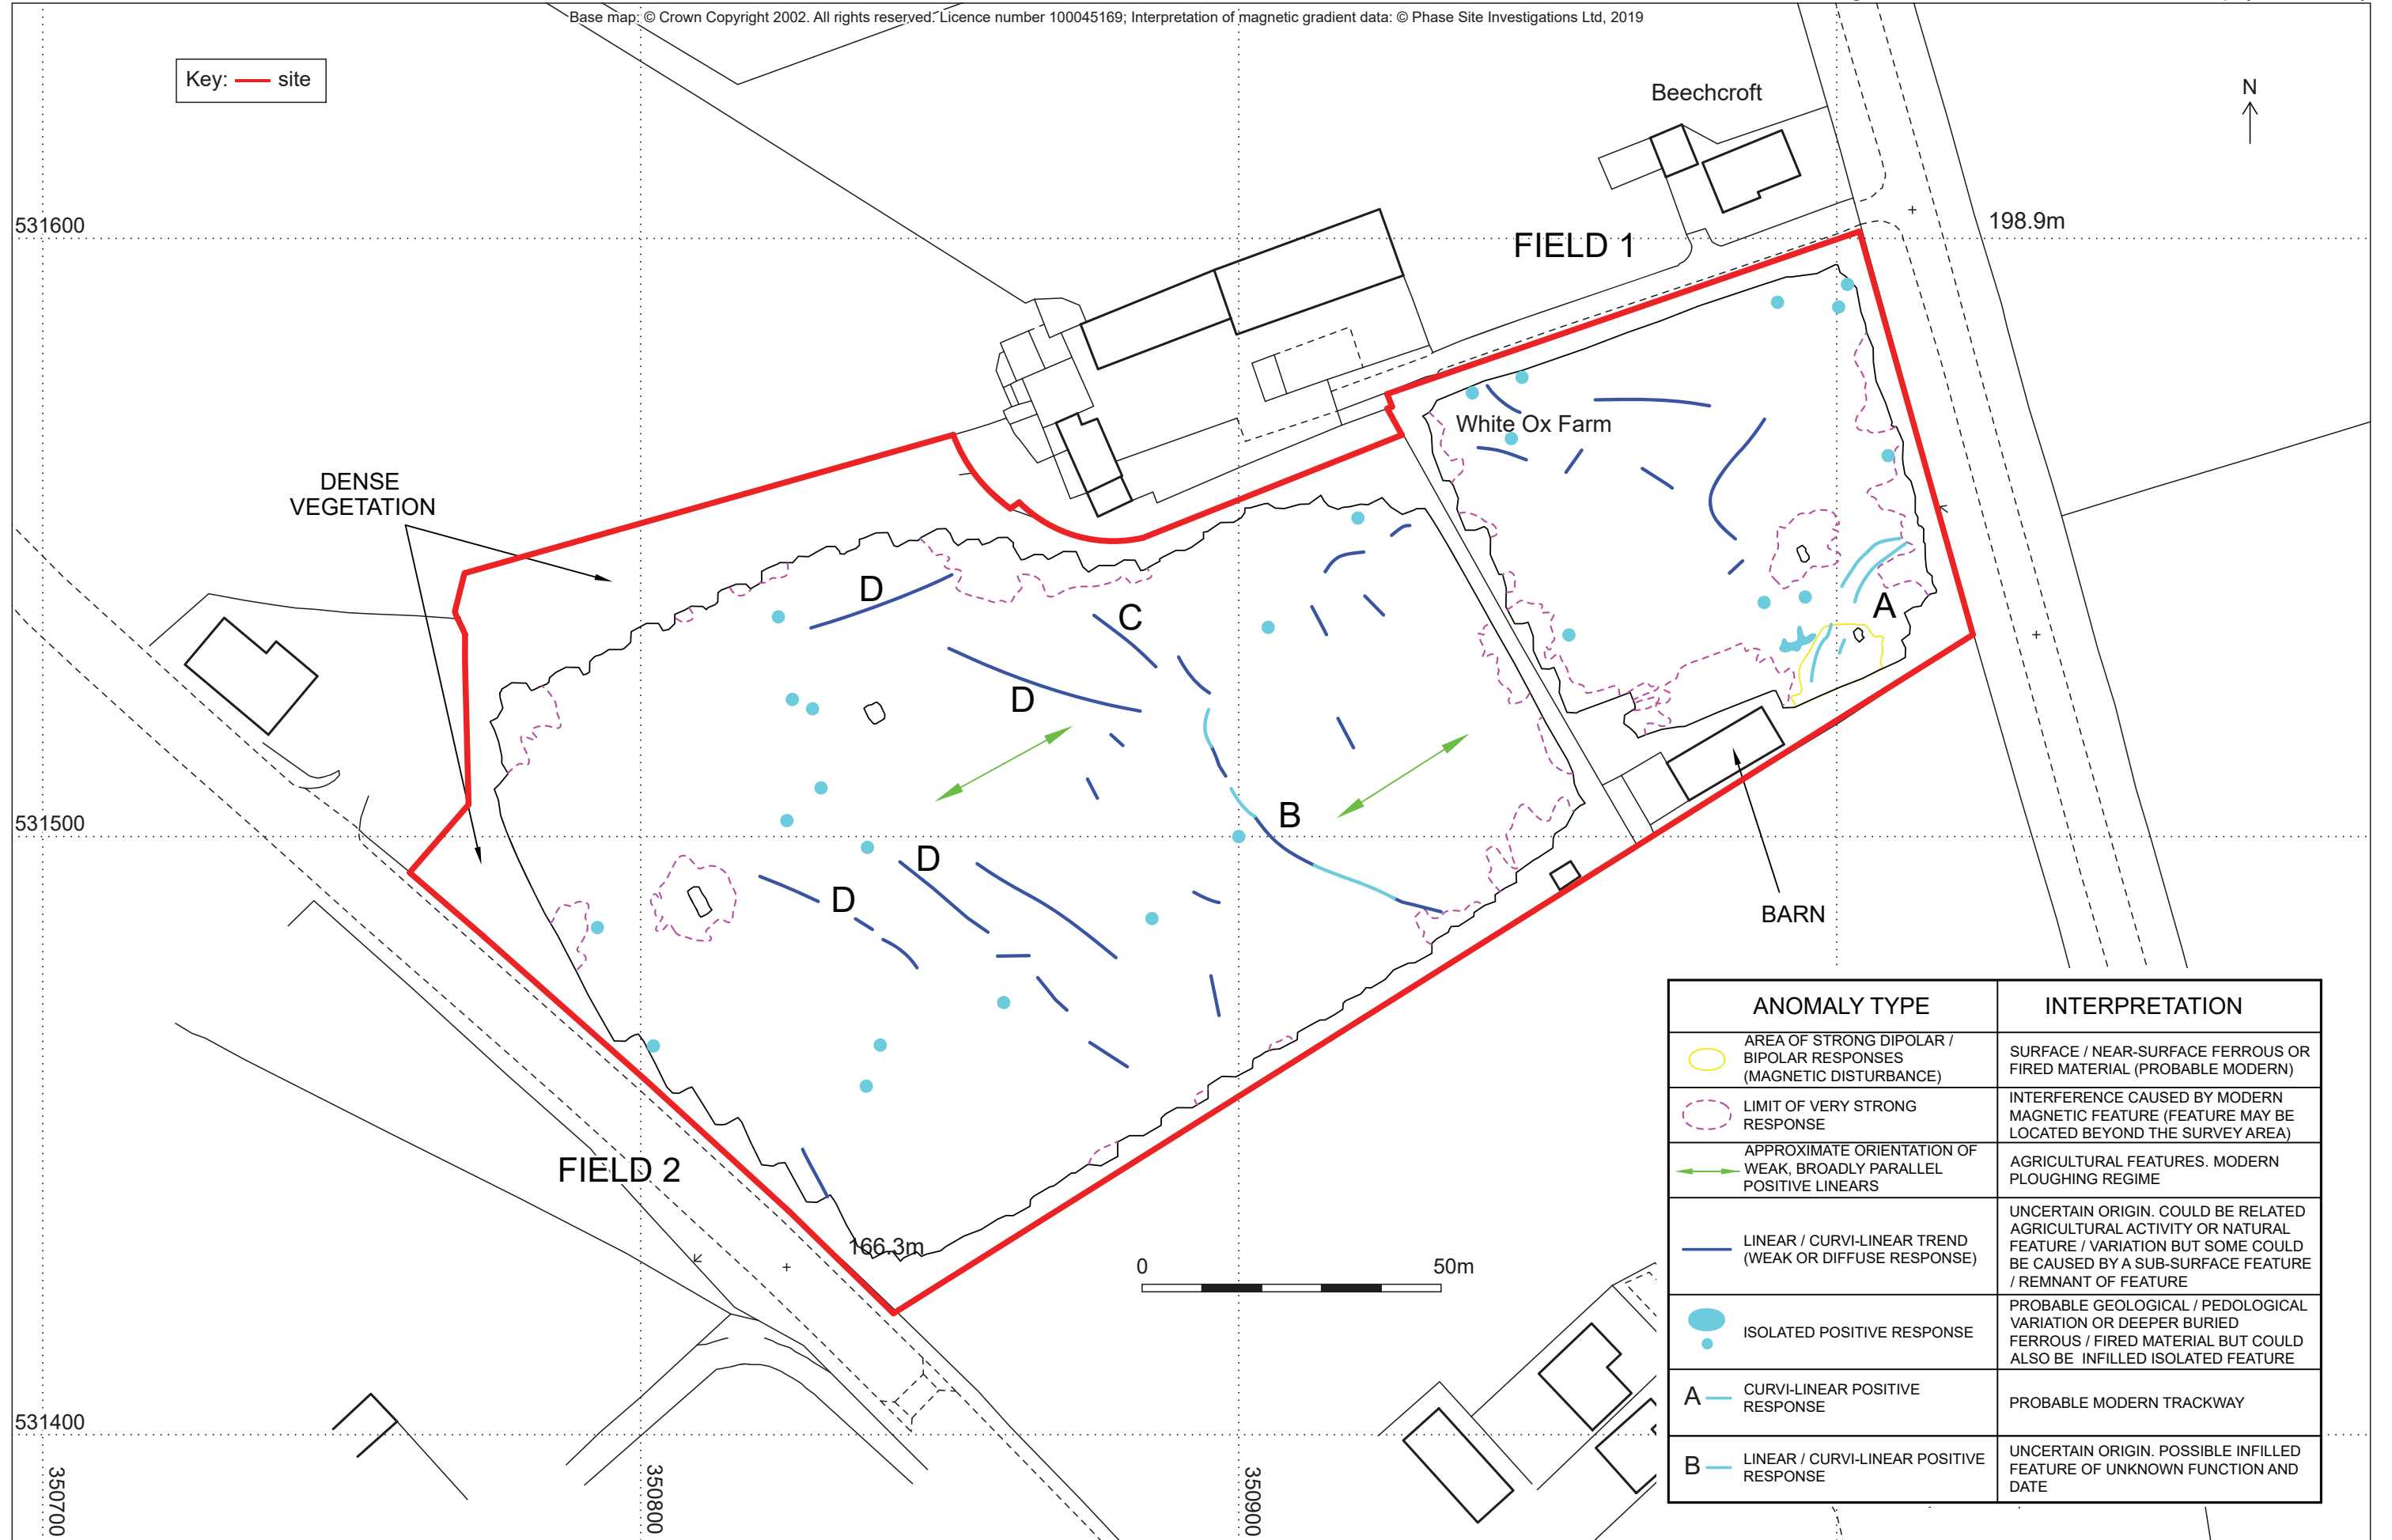 Base map: © Crown Copyright 2002. All rights reserved. Licence number 100045169; Interpretation of magnetic gradient data: © Phase Site Investigations Ltd, 2019
Key: site
Beechcroft
N
531600
198.9m
FIELD 1
White Ox Farm
DENSE
VEGETATION
D
C
A
D
531500
B
D
D
BARN
FIELD 2
166.3m
0 50m
531400
350700
350800
350900
ANOMALY TYPE INTERPRETATION
AREA OF STRONG DIPOLAR /
BIPOLAR RESPONSES
(MAGNETIC DISTURBANCE)
SURFACE / NEAR-SURFACE FERROUS OR
FIRED MATERIAL (PROBABLE MODERN)
LIMIT OF VERY STRONG
RESPONSE
INTERFERENCE CAUSED BY MODERN
MAGNETIC FEATURE (FEATURE MAY BE
LOCATED BEYOND THE SURVEY AREA)
APPROXIMATE ORIENTATION OF
WEAK, BROADLY PARALLEL
POSITIVE LINEARS
AGRICULTURAL FEATURES. MODERN
PLOUGHING REGIME
LINEAR / CURVI-LINEAR TREND
(WEAK OR DIFFUSE RESPONSE)
UNCERTAIN ORIGIN. COULD BE RELATED
AGRICULTURAL ACTIVITY OR NATURAL
FEATURE / VARIATION BUT SOME COULD
BE CAUSED BY A SUB-SURFACE FEATURE
/ REMNANT OF FEATURE
ISOLATED POSITIVE RESPONSE
PROBABLE GEOLOGICAL / PEDOLOGICAL
VARIATION OR DEEPER BURIED
FERROUS / FIRED MATERIAL BUT COULD
ALSO BE INFILLED ISOLATED FEATURE
A CURVI-LINEAR POSITIVE
RESPONSE
PROBABLE MODERN TRACKWAY
B LINEAR / CURVI-LINEAR POSITIVE
RESPONSE
UNCERTAIN ORIGIN. POSSIBLE INFILLED
FEATURE OF UNKNOWN FUNCTION AND
DATE